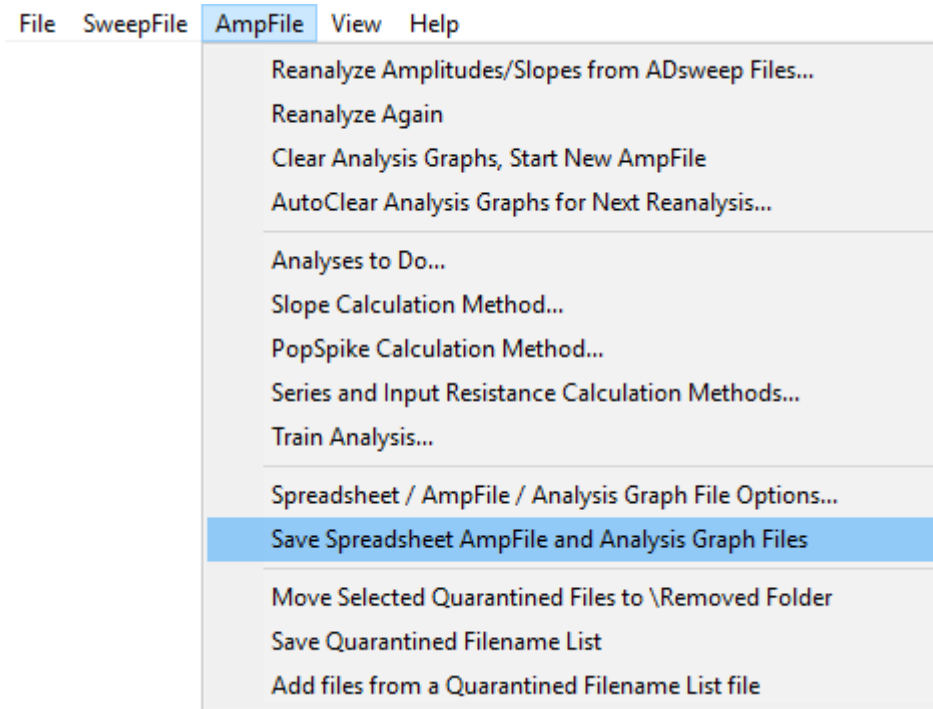 File SweepFile AmpFile View Help
Reanalyze Amplitudes/Slopes from ADsweep Files...
Reanalyze Again
Clear Analysis Graphs, Start New AmpFile
AutoClear Analysis Graphs for Next Reanalysis...
Analyses to Do...
Slope Calculation Method...
PopSpike Calculation Method...
Series and Input Resistance Calculation Methods...
Train Analysis...
Spreadsheet / AmpFile / Analysis Graph File Options...
Save Spreadsheet AmpFile and Analysis Graph Files
Move Selected Quarantined Files to \Removed Folder
Save Quarantined Filename List
Add files from a Quarantined Filename List file